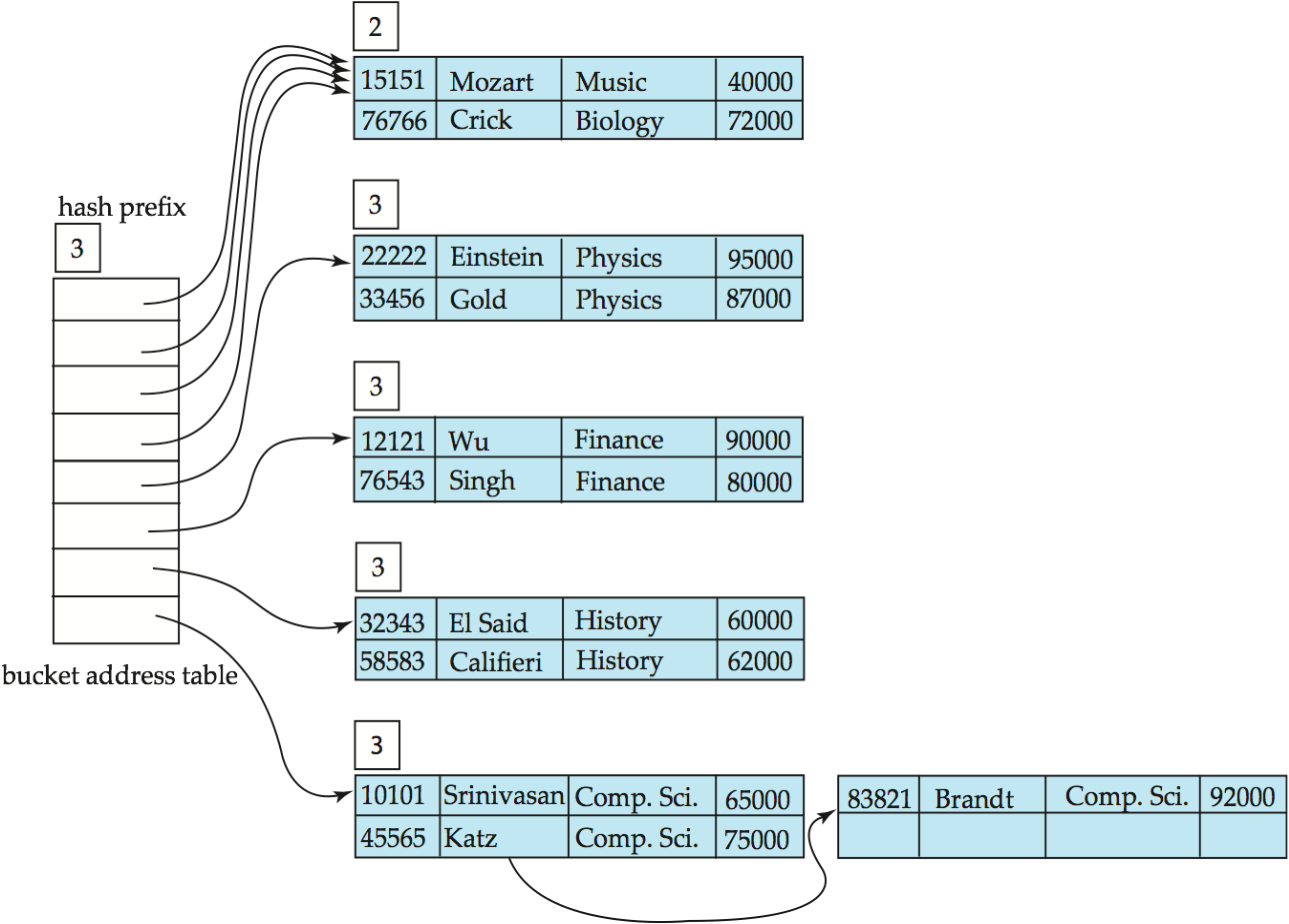 2
15151 Mozart Music 40000
76766 Crick Biology 72000
hash prefix
3
3
22222 Einstein Physics 95000
33456 Gold Physics 87000
3
12121 Wu Finance 90000
76543 Singh Finance 80000
3
32343 El Said History 60000
58583 Califieri History 62000
bucket address table
3
10101 Srinivasan Comp. Sci. 65000
45565 Katz Comp. Sci. 75000
83821 Brandt Comp. Sci. 92000